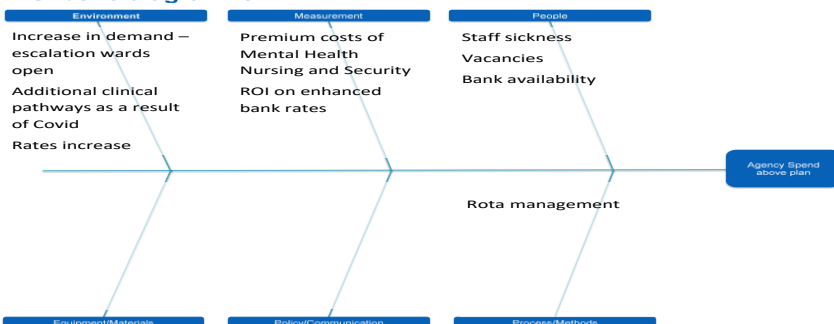 Environment
Measurement
People
Increase in demand –
escalation wards
open
Additional clinical
pathways as a result
of Covid
Rates increase
Premium costs of
Mental Health
Nursing and Security
ROI on enhanced
bank rates
Staff sickness
Vacancies
Bank availability
Agency Spend
above plan
Rota management
Equipment/Materials
Policy/Communication
Process/Methods